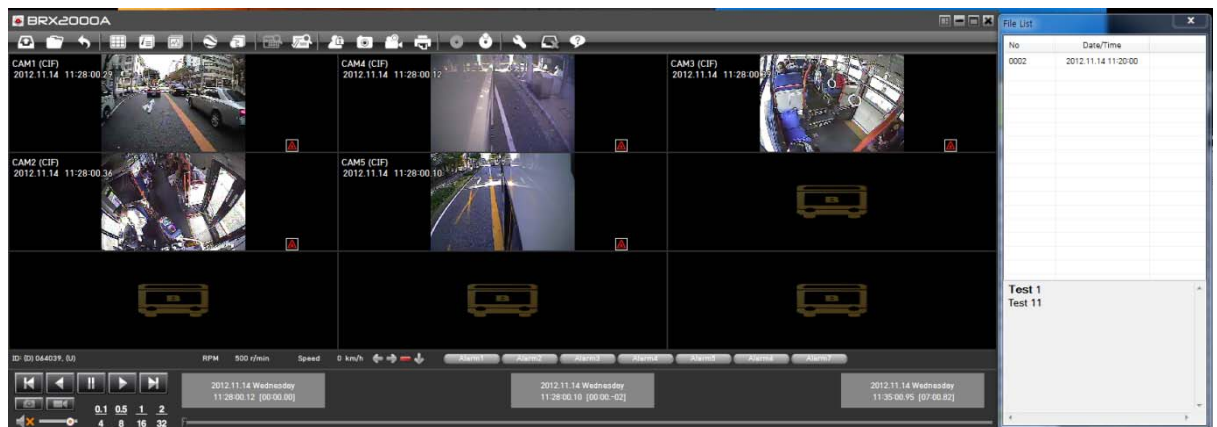 BRX2000A
CAM1 (CIF)
2012.11.14 11:28:00.29
CAM4 (CIF)
2012.11.14 11:28:00.12
CAM3 (CIF)
2012.11.14 11:28:00
CAM2 (CIF)
2012.11.14 11:28:00.36
CAM5 (CIF)
2012.11.14 11:28:00.10
ID: (D) 064039, (U)
RPM 500 r/min Speed 0 km/h
Alarm1 Alarm2 Alarm3 Alarm4 Alarm5 Alarm6 Alarm7
2012.11.14 Wednesday
11:28:00.12 [00:00.00]
2012.11.14 Wednesday
11:28:00.10 [00:00.-02]
2012.11.14 Wednesday
11:35:00.95 [07:00.82]
0.1 0.5 1 2
4 8 16 32
File List
No Date/Time
0002 2012.11.14 11:20:00
Test 1
Test 11